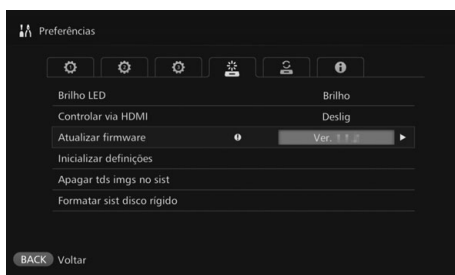 Preferências
Brilho LED Brilho
Controlar via HDMI Deslig
Atualizar firmware Ver.
Inicializar definições
Apagar tds imgs no sist
Formatar sist disco rígido
BACK Voltar